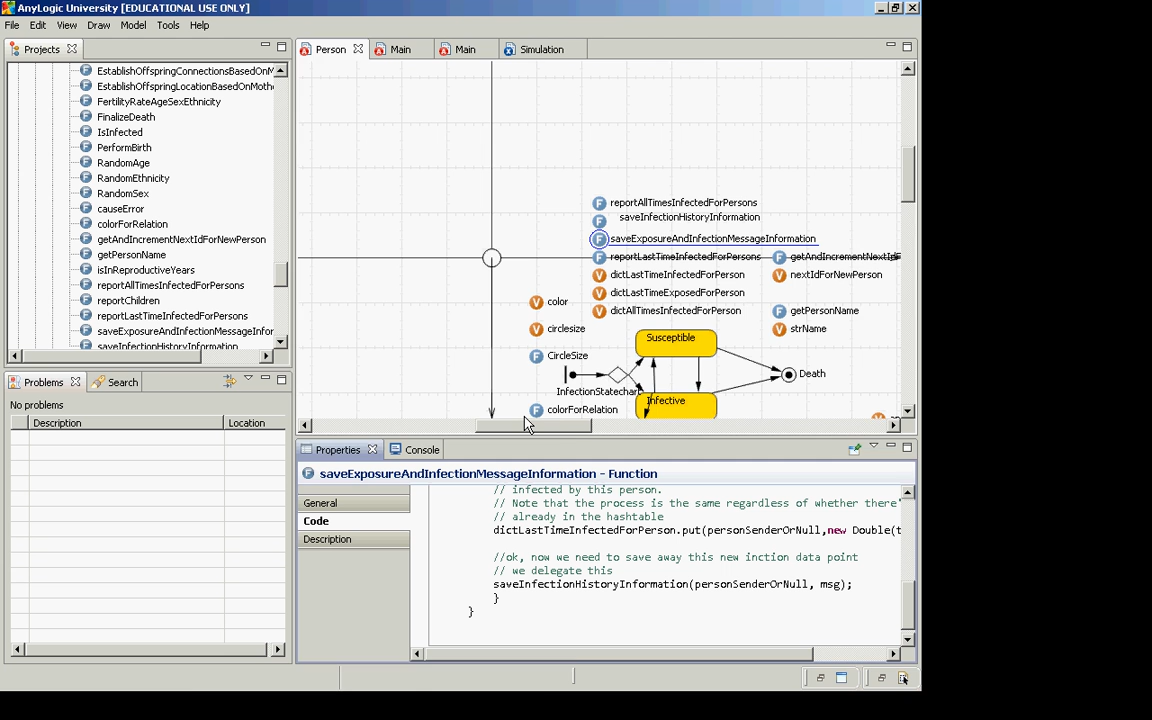 AnyLogic University [EDUCATIONAL USE ONLY]
File Edit View Draw Model Tools Help
Projects
EstablishOffspringConnectionsBasedOnM
EstablishOffspringLocationBasedOnMothe
FertilityRateAgeSexEthnicity
FinalizeDeath
IsInfected
PerformBirth
RandomAge
RandomEthnicity
RandomSex
causeError
colorForRelation
getAndIncrementNextIdForNewPerson
getPersonName
isInReproductiveYears
reportAllTimesInfectedForPersons
reportChildren
reportLastTimesInfectedForPersons
saveExposureAndInfectionMessageInfor
saveInfectionHistoryInformation
Problems Search
No problems
Description Location
Person Main Main Simulation
reportAllTimesInfectedForPersons
saveInfectionHistoryInformation
saveExposureAndInfectionMessageInformation
reportLastTimesInfectedForPersons getAndIncrementNextIdF
dictLastTimeInfectedForPerson nextIdForNewPerson
dictLastTimeExposedForPerson
color dictAllTimesInfectedForPerson getPersonName
circlesize strName
Susceptible
CircleSize
Death
InfectionStatechart
Infective
colorForRelation
Properties Console
saveExposureAndInfectionMessageInformation - Function
General
Code
Description
// infected by this person.
// Note that the process is the same regardless of whether there'
// already in the hashtable
dictLastTimeInfectedForPerson.put(personSenderOrNull,new Double(t
//ok, now we need to save away this new inction data point
// we delegate this
saveInfectionHistoryInformation(personSenderOrNull, msg);
}
}